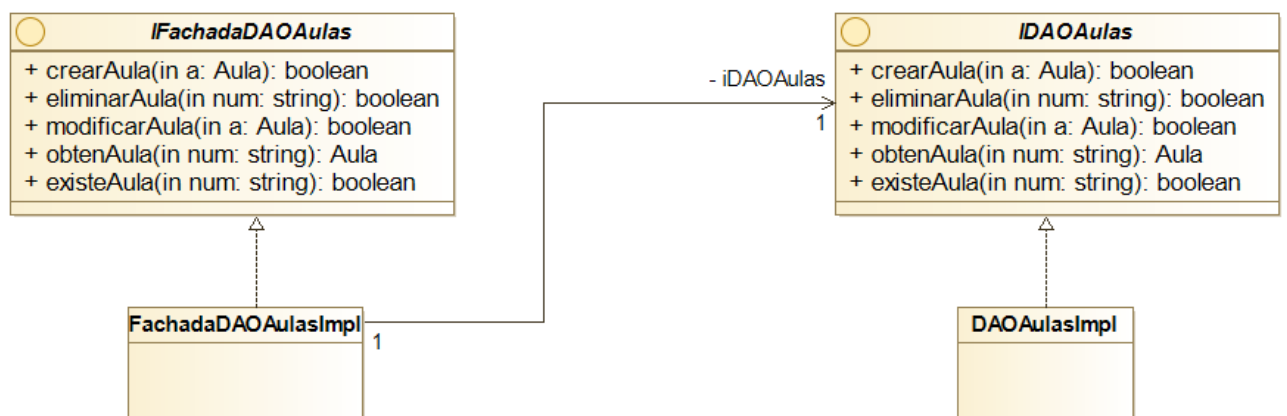 IFachadaDAOAulas
+ crearAula(in a: Aula): boolean
+ eliminarAula(in num: string): boolean
+ modificarAula(in a: Aula): boolean
+ obtenAula(in num: string): Aula
+ existeAula(in num: string): boolean
- iDAOAulas
1
IDAOAulas
+ crearAula(in a: Aula): boolean
+ eliminarAula(in num: string): boolean
+ modificarAula(in a: Aula): boolean
+ obtenAula(in num: string): Aula
+ existeAula(in num: string): boolean
FachadaDAOAulasImpl
1
DAOAulasImpl